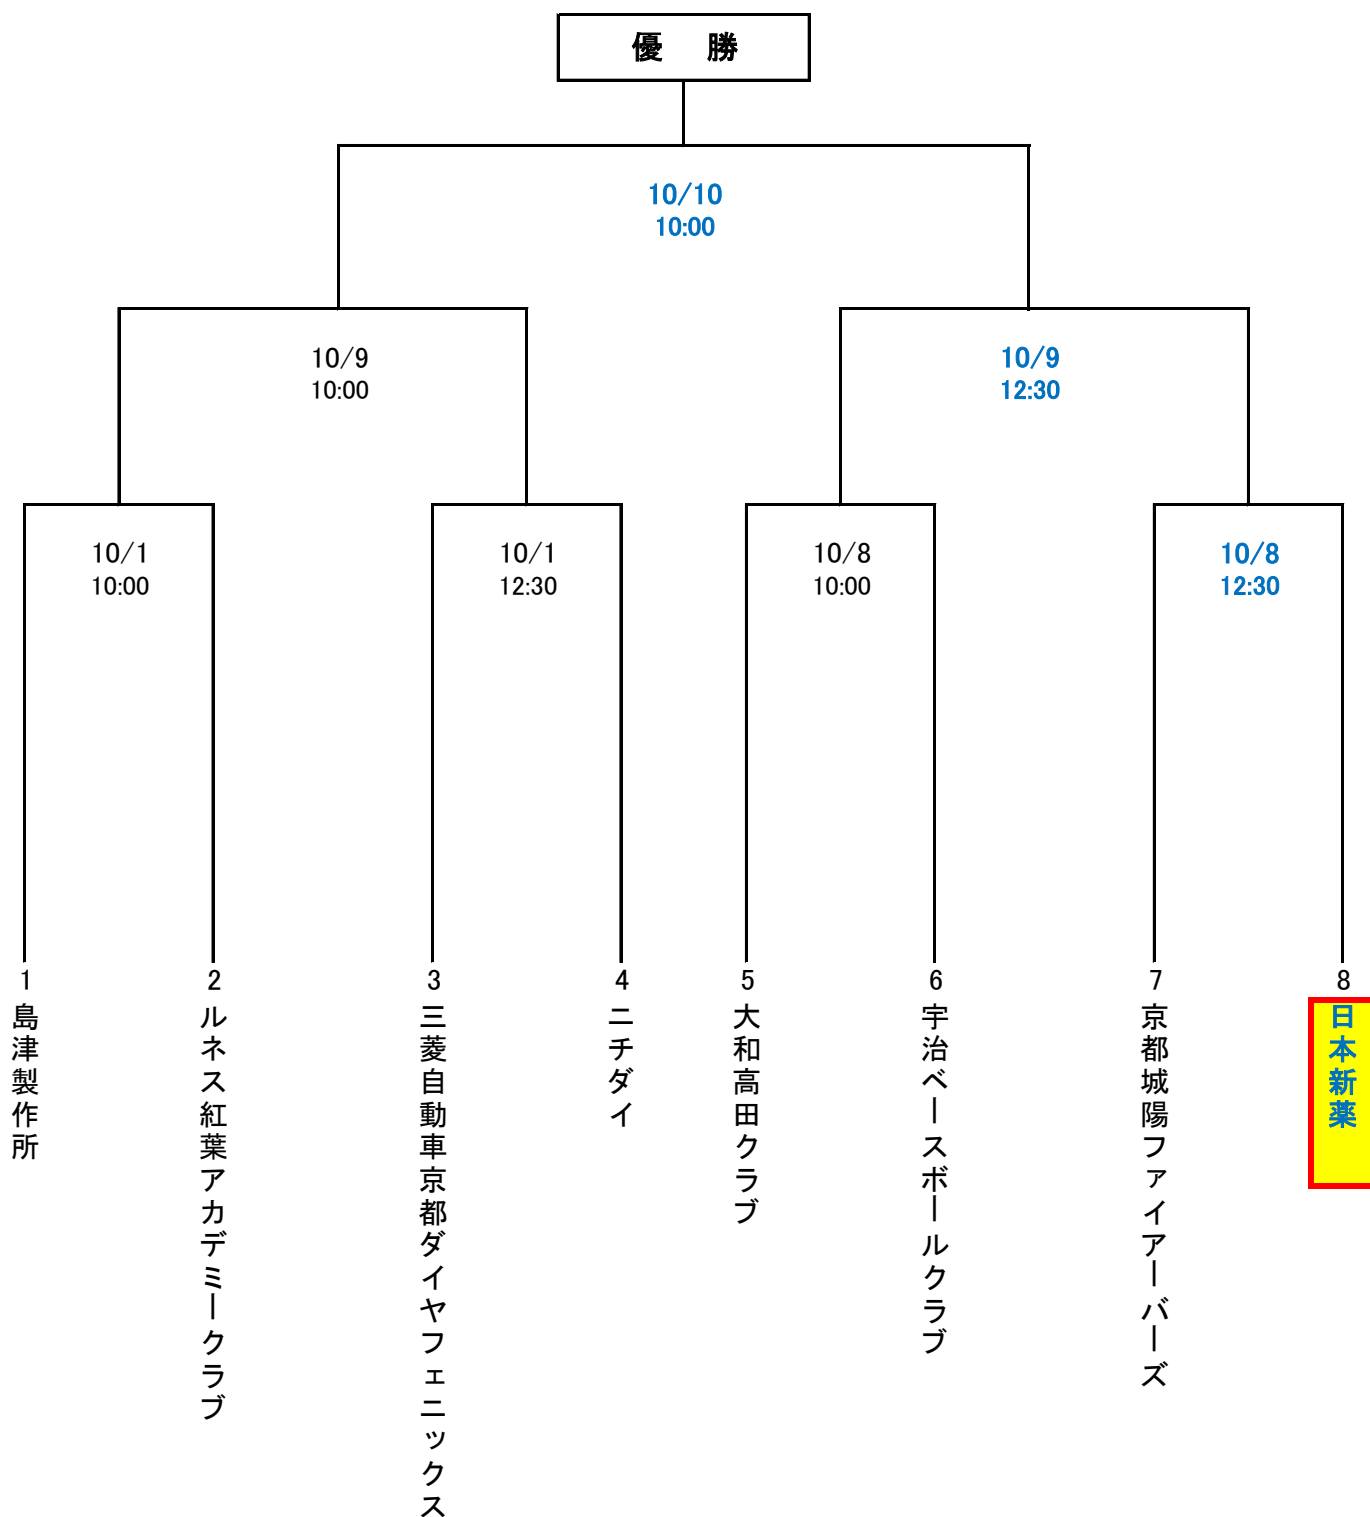 優 勝
10/10
10:00
10/9
10:00
10/9
12:30
10/1
10:00
10/1
12:30
10/8
10:00
10/8
12:30
1
島津製作所
2
ルネス紅葉アカデミークラブ
3
三菱自動車京都ダイヤフェニックス
4
ニチダイ
5
大和高田クラブ
6
宇治ベースボールクラブ
7
京都城陽ファイアーバーズ
8
日本新薬